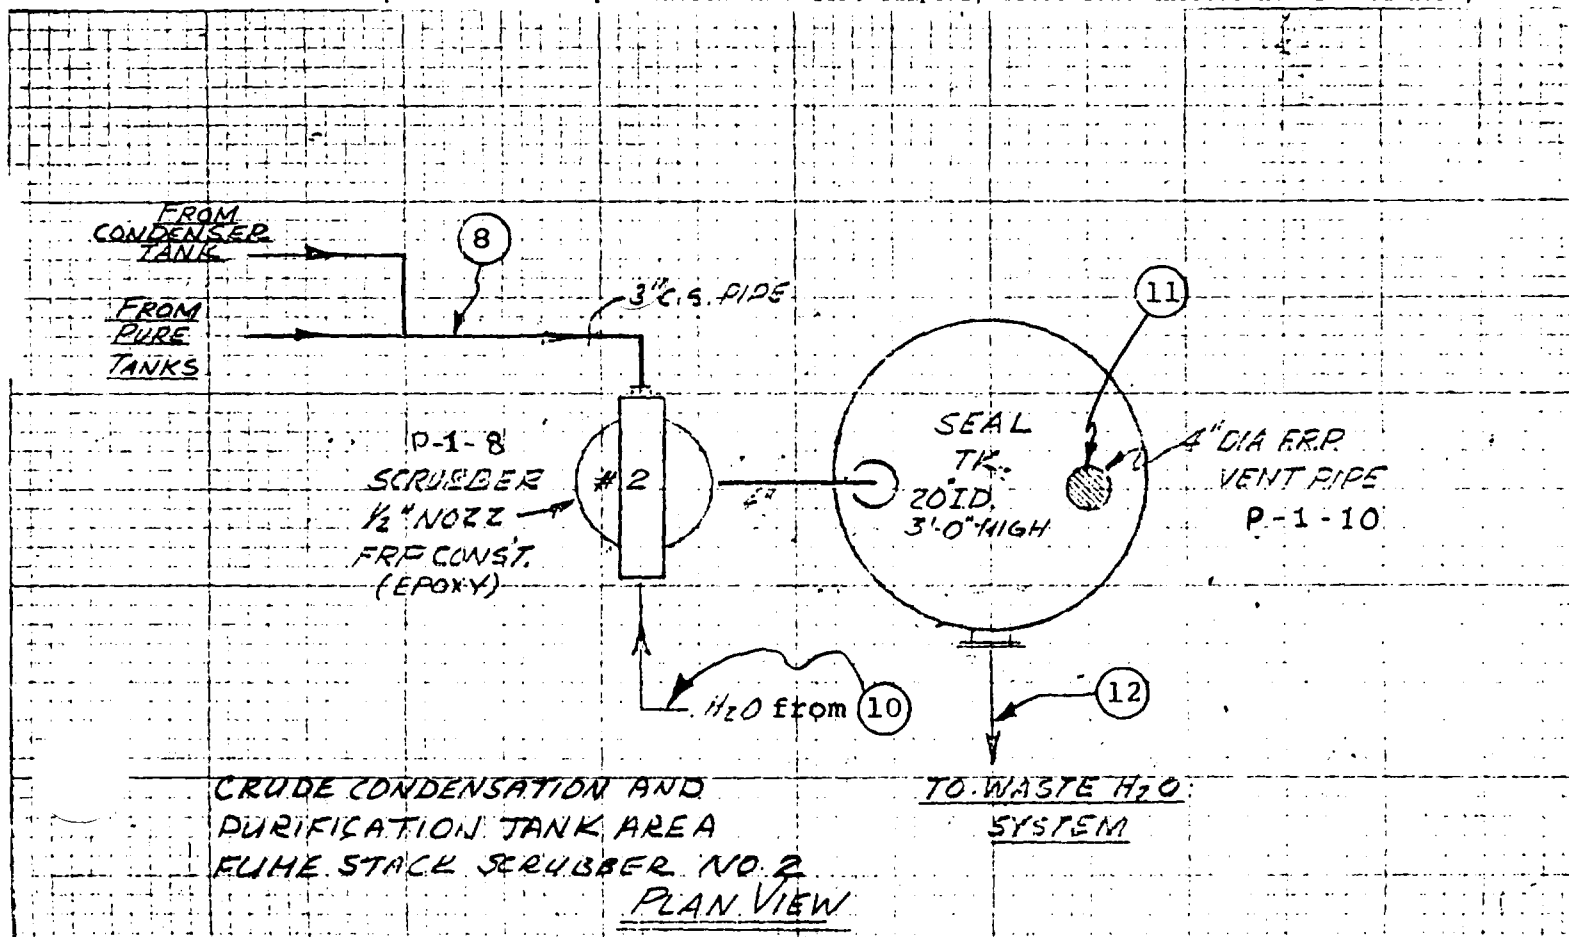 FROM
CONDENSER
TANK
8
3" C.S. PIPE
FROM
PURE
TANKS
11
P-1-8
SCRUBBER
1/2" NOZZ
FRP CONST.
(EPOXY)
#2
SEAL
TK.
20" I.D.
3'-0" HIGH
4" DIA F.R.P.
VENT PIPE
P-1-10
H2O from 10
12
TO WASTE H2O
SYSTEM
CRUDE CONDENSATION AND
PURIFICATION TANK AREA
FUME STACK SCRUBBER NO. 2
PLAN VIEW